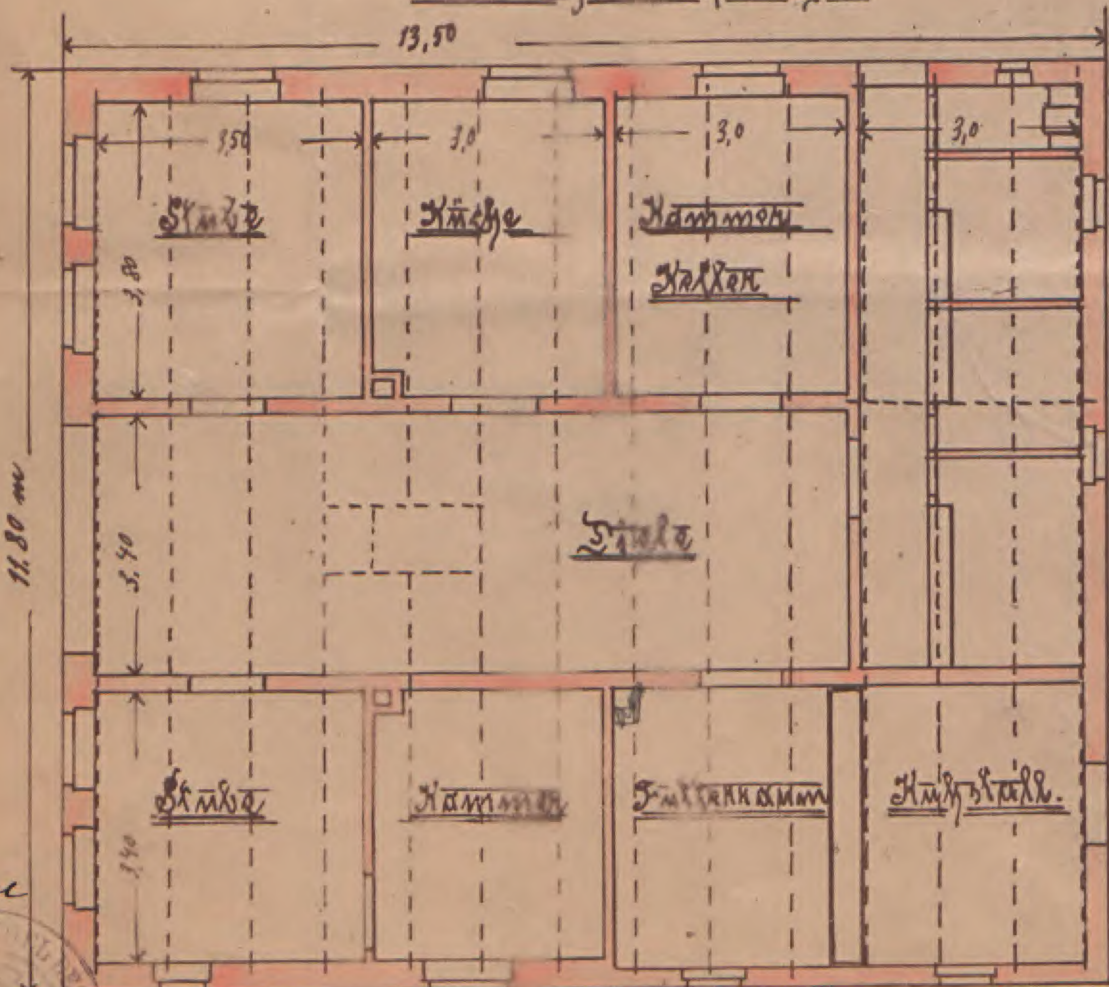 13,50
3,50
3,0
3,0
3,0
Stube
Küche
Kammer
Keller
3,80
11.80 m
3,40
Diele
Stube
Kammer
Futterraum
Kuhstall.
3,40